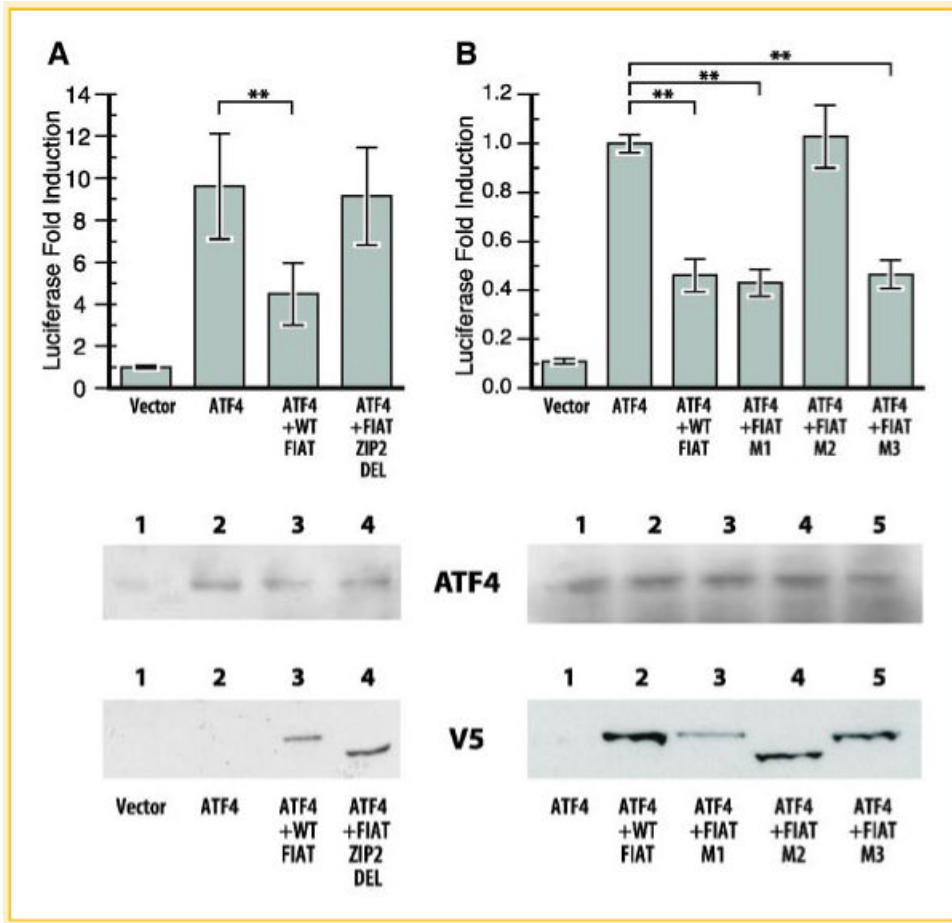 A
**
14
12
10
8
6
4
2
0
Luciferase Fold Induction
Vector
ATF4
ATF4
+WT
FIAT
ATF4
+FIAT
ZIP2
DEL
B
**
**
**
1.2
1.0
0.8
0.6
0.4
0.2
0.0
Luciferase Fold Induction
Vector
ATF4
ATF4
+WT
FIAT
ATF4
+FIAT
M1
ATF4
+FIAT
M2
ATF4
+FIAT
M3
1 2 3 4
ATF4
1 2 3 4 5
1 2 3 4
V5
1 2 3 4 5
Vector
ATF4
ATF4
+WT
FIAT
ATF4
+FIAT
ZIP2
DEL
ATF4
ATF4
+WT
FIAT
ATF4
+FIAT
M1
ATF4
+FIAT
M2
ATF4
+FIAT
M3